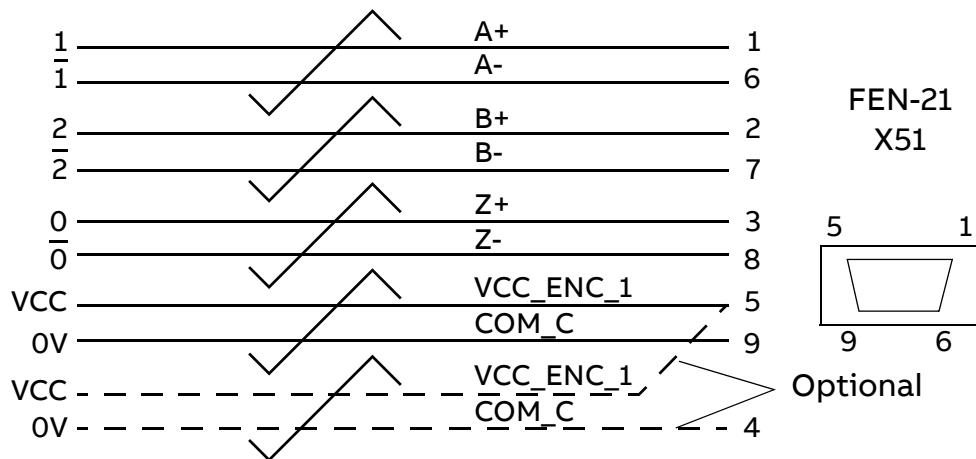 1 A+ 1
1̅ A- 6
2 B+ 2
2̅ B- 7
0 Z+ 3
0̅ Z- 8
VCC VCC_ENC_1 5
0V COM_C 9
VCC VCC_ENC_1
0V COM_C 4
Optional
FEN-21
X51
5 1
9 6